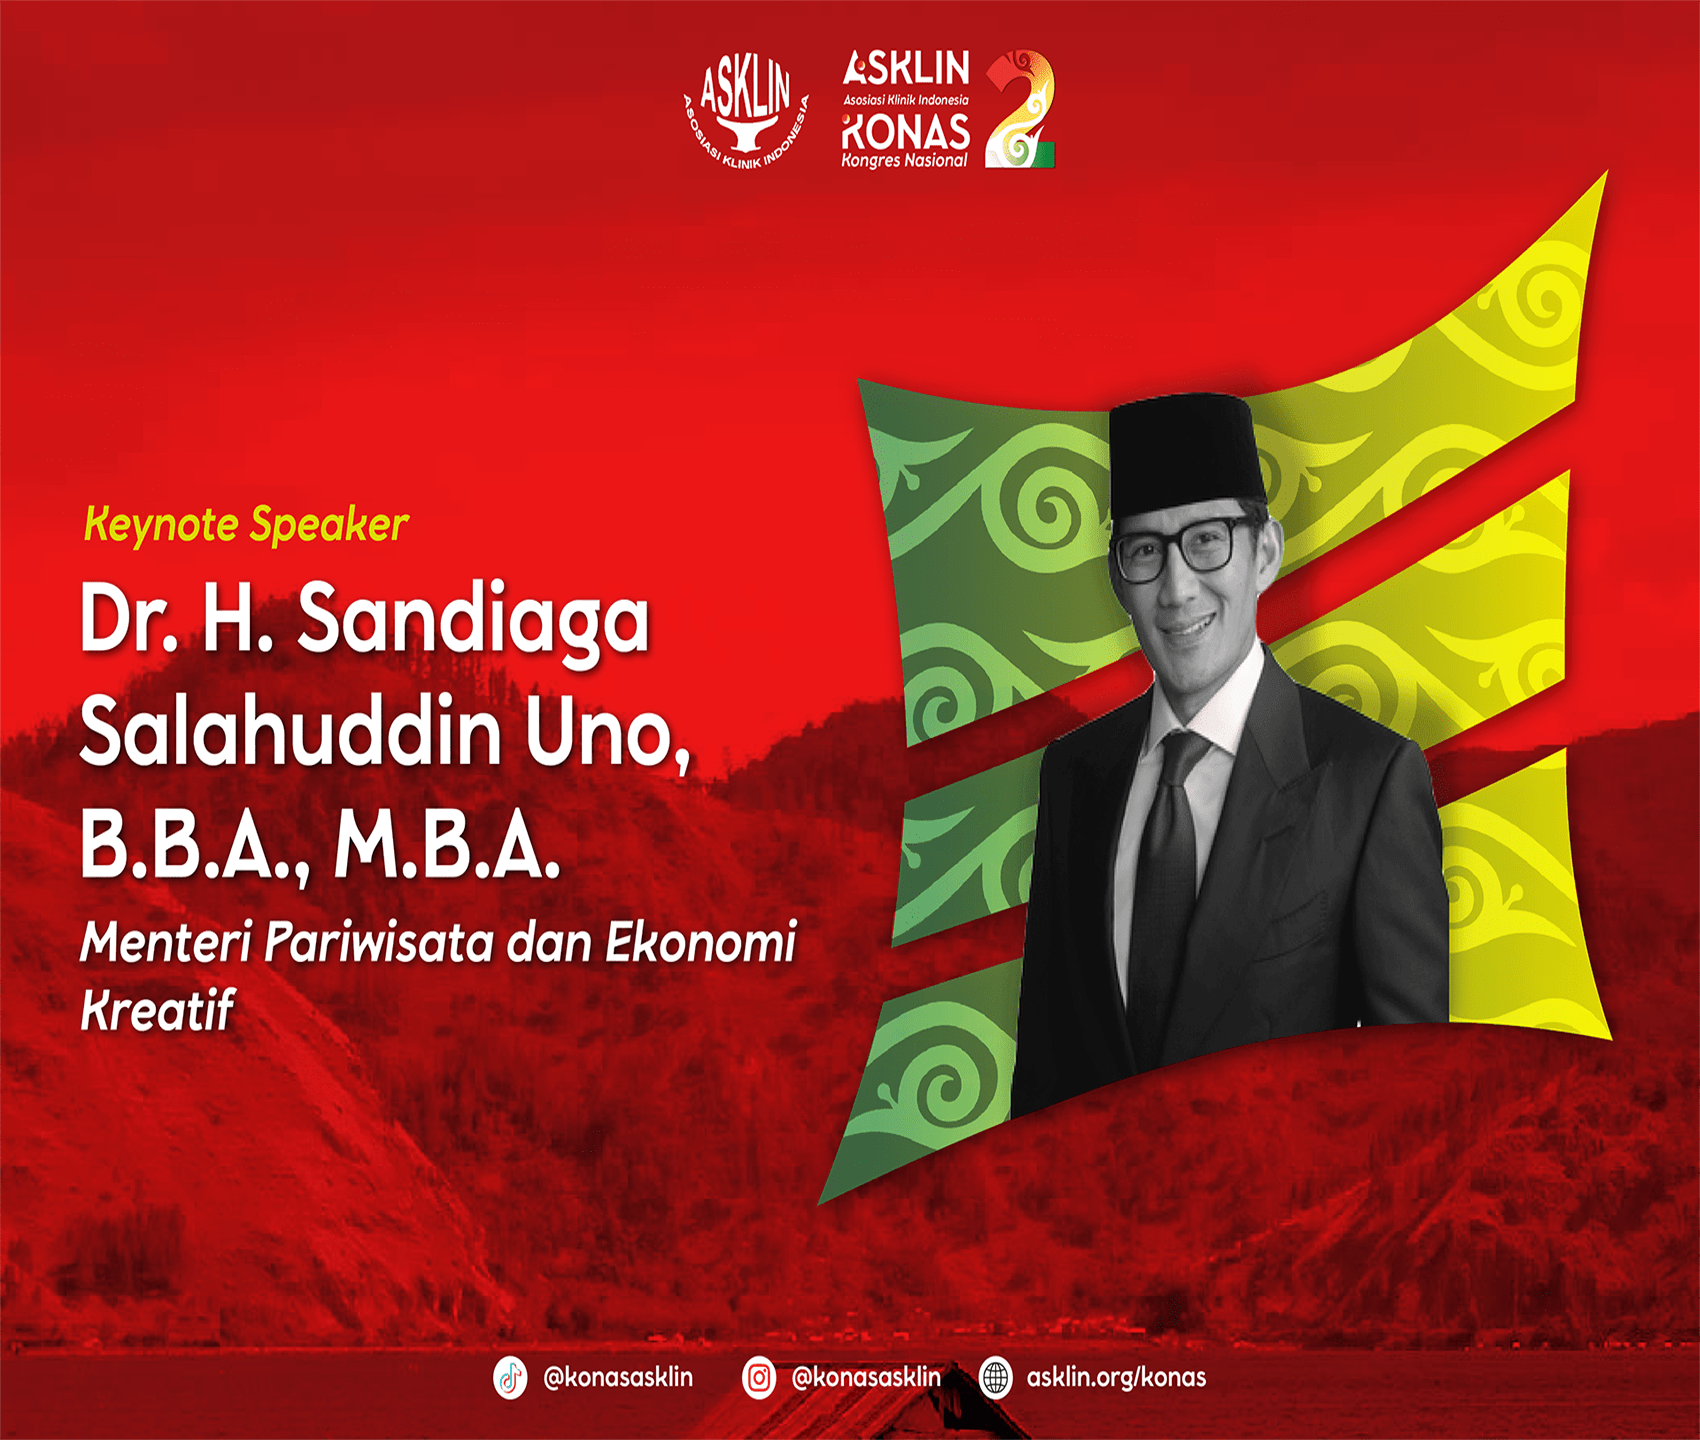 ASKLIN
ASOSIASI KLINIK INDONESIA
ASKLIN
Asosiasi Klinik Indonesia
KONAS
Kongres Nasional
2
Keynote Speaker
Dr. H. Sandiaga
Salahuddin Uno,
B.B.A., M.B.A.
Menteri Pariwisata dan Ekonomi
Kreatif
@konasasklin
@konasasklin
asklin.org/konas